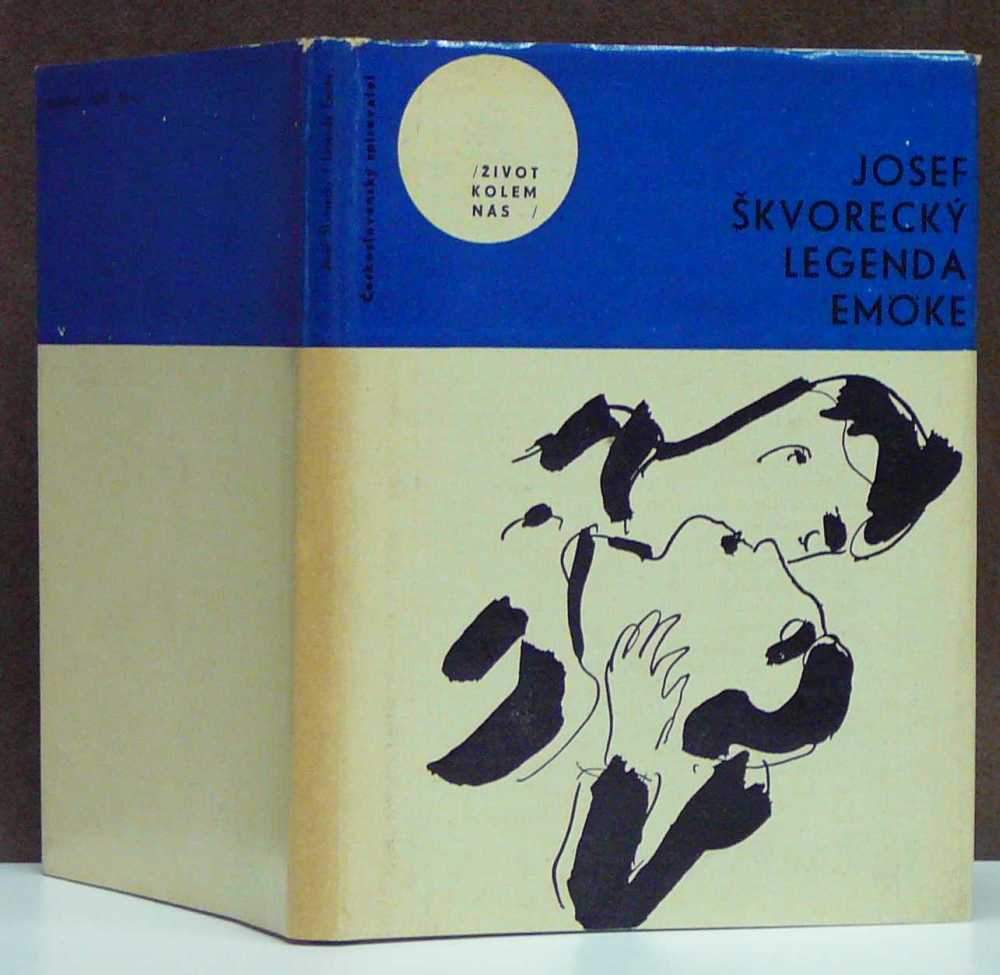 Československý spisovatel
/ŽIVOT
KOLEM
NÁS /
JOSEF
ŠKVORECKÝ
LEGENDA
EMÖKE